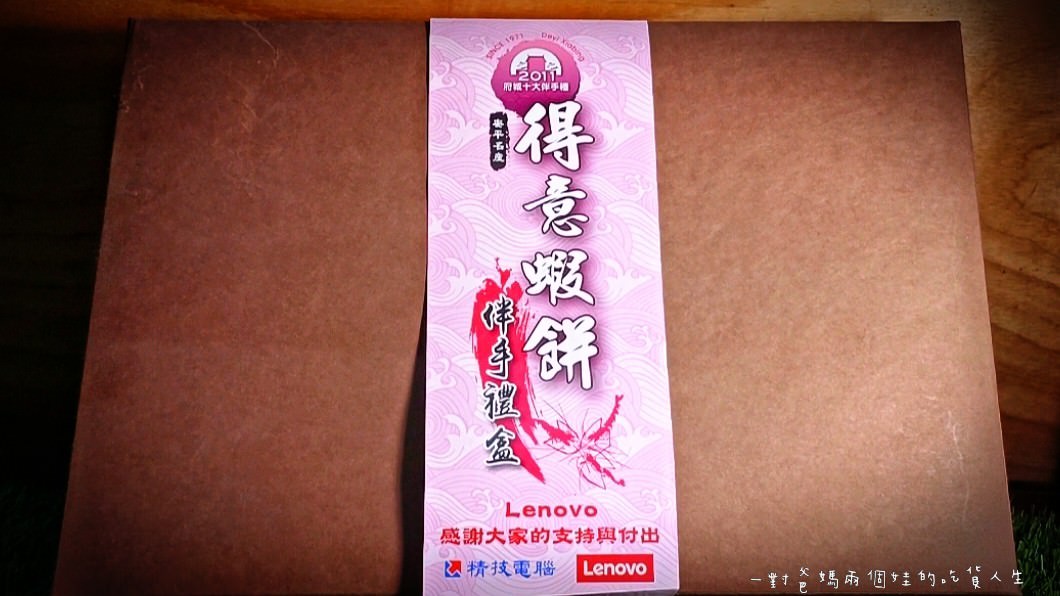 SINCE 1971 Deyi Xiabing
2011
府城十大伴手禮
安平名產
得意蝦餅
伴手禮盒
Lenovo
感謝大家的支持與付出
精技電腦 Lenovo
一對爸媽兩個娃的吃貨人生